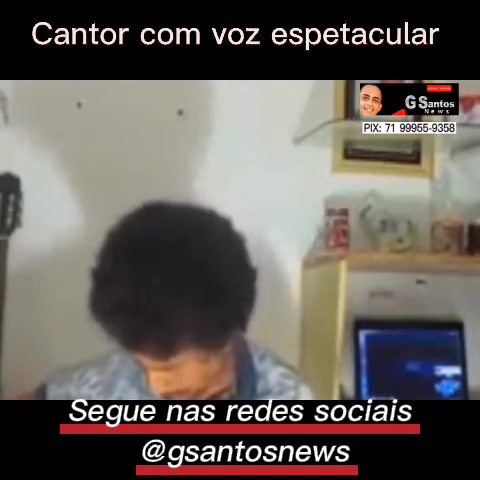 Cantor com voz espetacular
G Santos
News
PIX: 71 99955-9358
Segue nas redes sociais
@gsantosnews